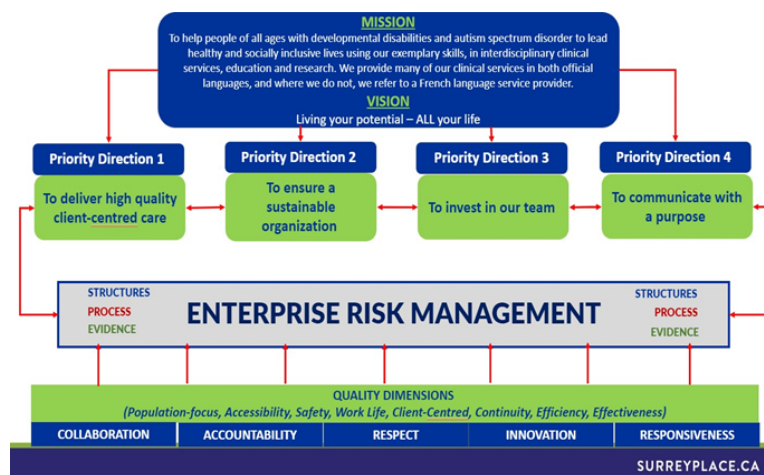 MISSION
To help people of all ages with developmental disabilities and autism spectrum disorder to lead
healthy and socially inclusive lives using our exemplary skills, in interdisciplinary clinical
services, education and research. We provide many of our clinical services in both official
languages, and where we do not, we refer to a French language service provider.
VISION
Living your potential – ALL your life
Priority Direction 1
Priority Direction 2
Priority Direction 3
Priority Direction 4
To deliver high quality
client-centred care
To ensure a
sustainable
organization
To invest in our team
To communicate with
a purpose
STRUCTURES
PROCESS
EVIDENCE
ENTERPRISE RISK MANAGEMENT
STRUCTURES
PROCESS
EVIDENCE
QUALITY DIMENSIONS
(Population-focus, Accessibility, Safety, Work Life, Client-Centred, Continuity, Efficiency, Effectiveness)
COLLABORATION
ACCOUNTABILITY
RESPECT
INNOVATION
RESPONSIVENESS
SURREYPLACE.CA